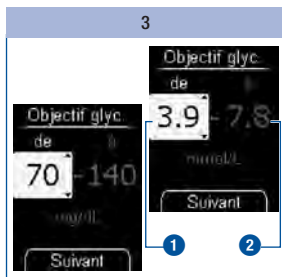 3
Objectif glyc.
de à
70 - 140
mg/dL
Suivant
Objectif glyc.
de à
3.9 - 7.8
mmol/L
Suivant
1 2